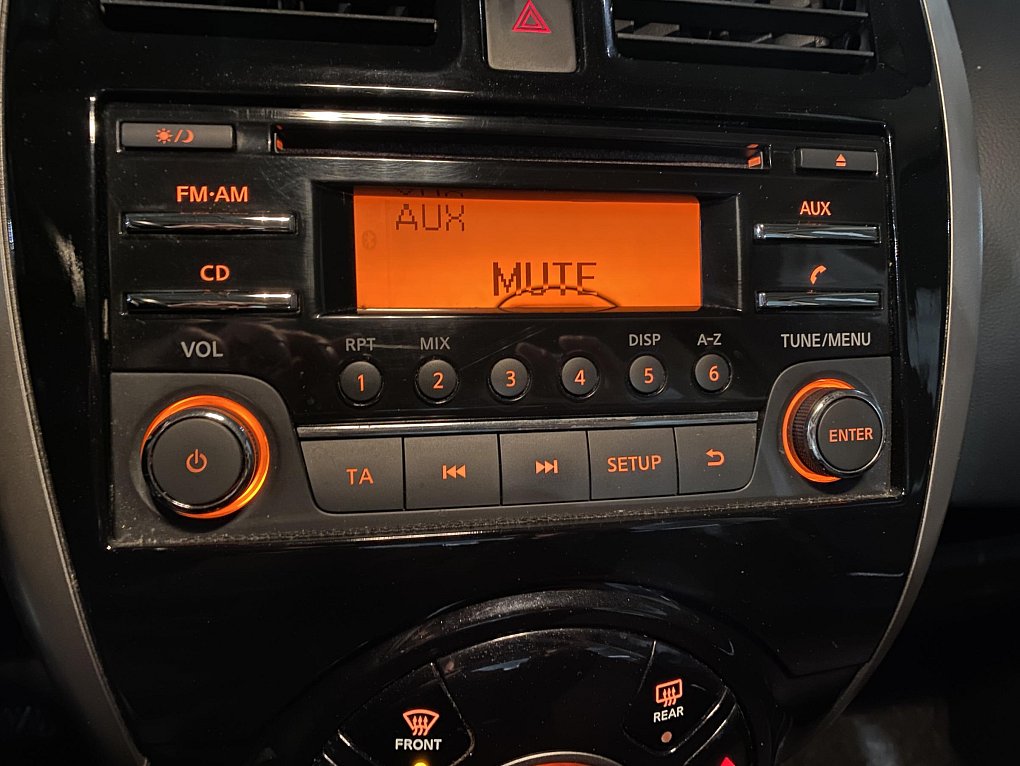 FM•AM
AUX
AUX
CD
MUTE
VOL
RPT MIX DISP A-Z
TUNE/MENU
1 2 3 4 5 6
TA
SETUP
ENTER
FRONT
REAR